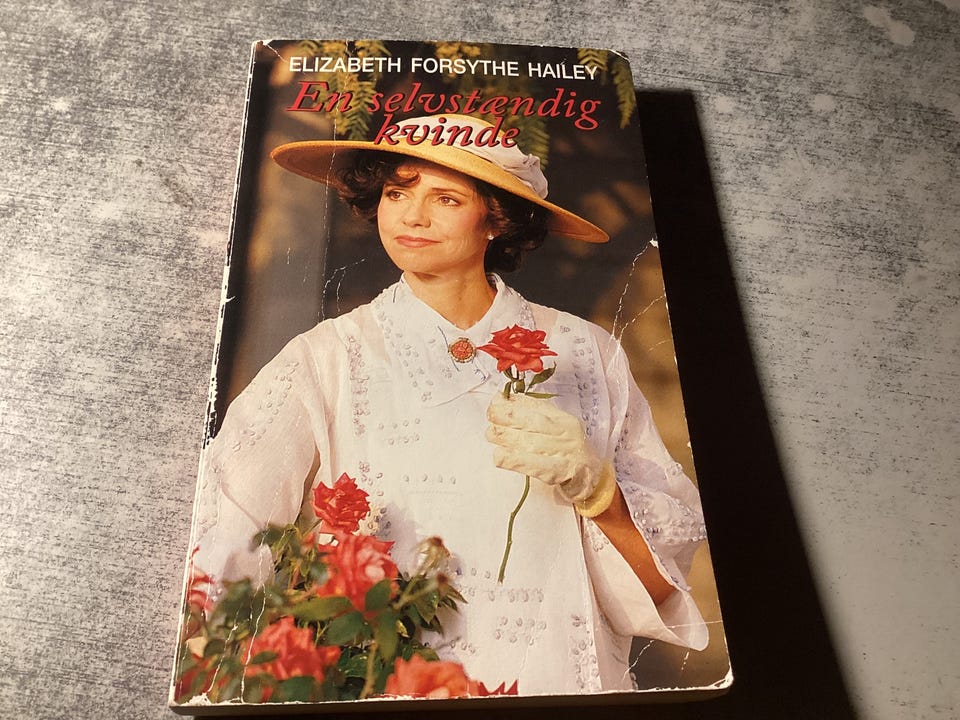 ELIZABETH FORSYTHE HAILEY
En selvstændig
kvinde